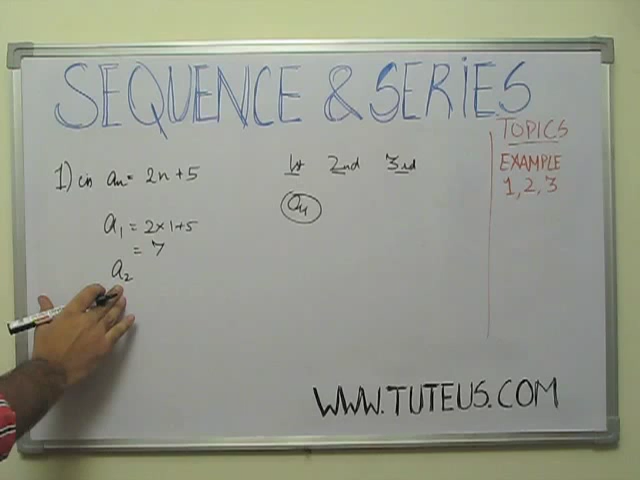 SEQUENCE & SERIES
TOPICS
EXAMPLE
1, 2, 3
1) (i) aₙ = 2n + 5
1st 2nd 3rd
aₙ
a₁ = 2 × 1 + 5
= 7
a₂
WWW.TUTEUS.COM